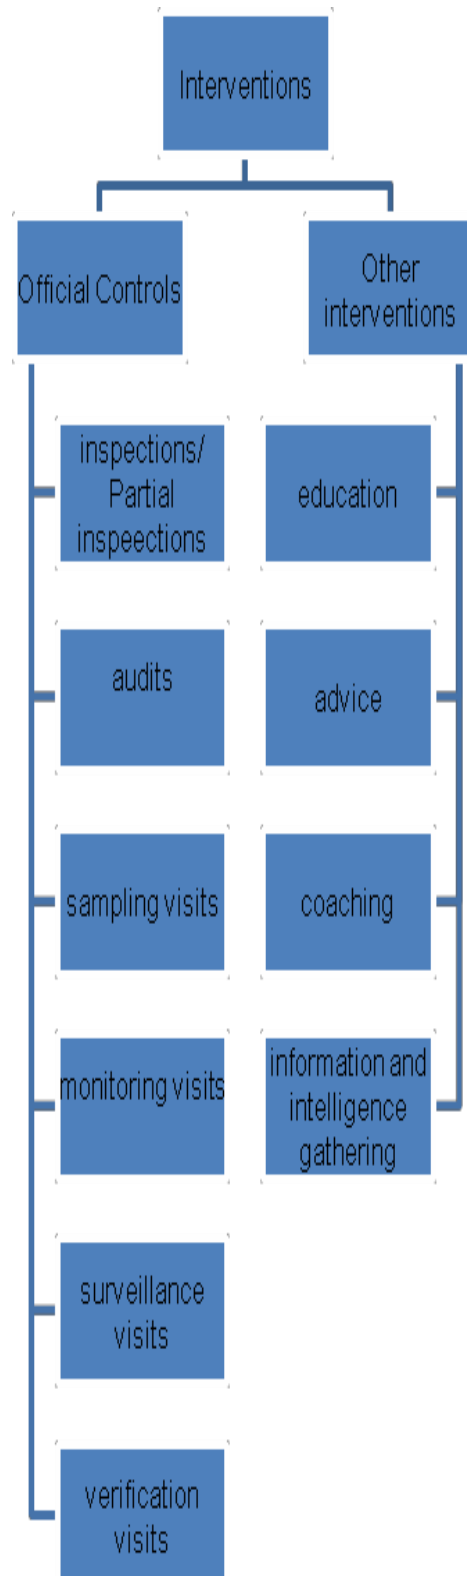 Interventions
Official Controls
Other
interventions
inspections/
Partial
inspeections
education
audits
advice
sampling visits
coaching
monitoring visits
information and
intelligence
gathering
surveillance
visits
verification
visits